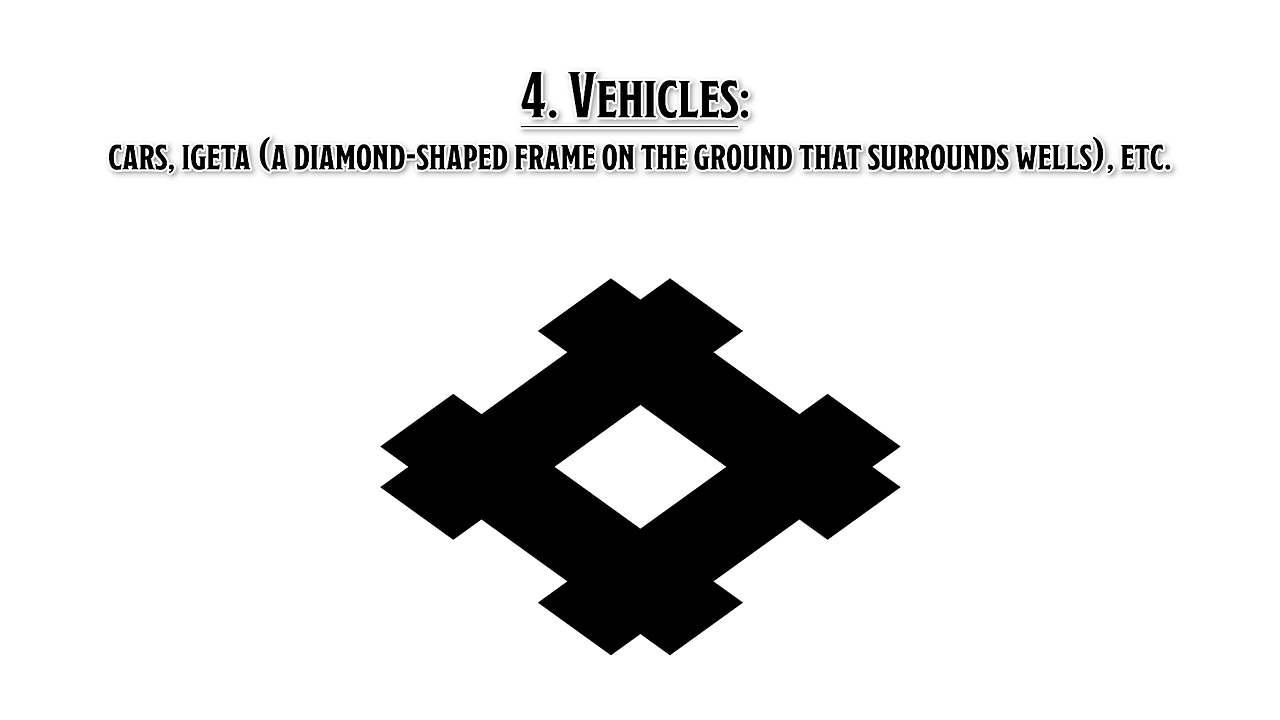 4. Vehicles:
cars, igeta (a diamond-shaped frame on the ground that surrounds wells), etc.